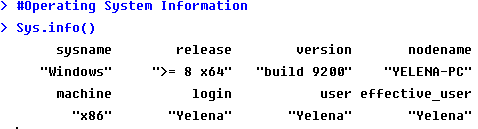 > #Operating System Information
> Sys.info()
sysname release version nodename
"Windows" ">= 8 x64" "build 9200" "YELENA-PC"
machine login user effective_user
"x86" "Yelena" "Yelena" "Yelena"